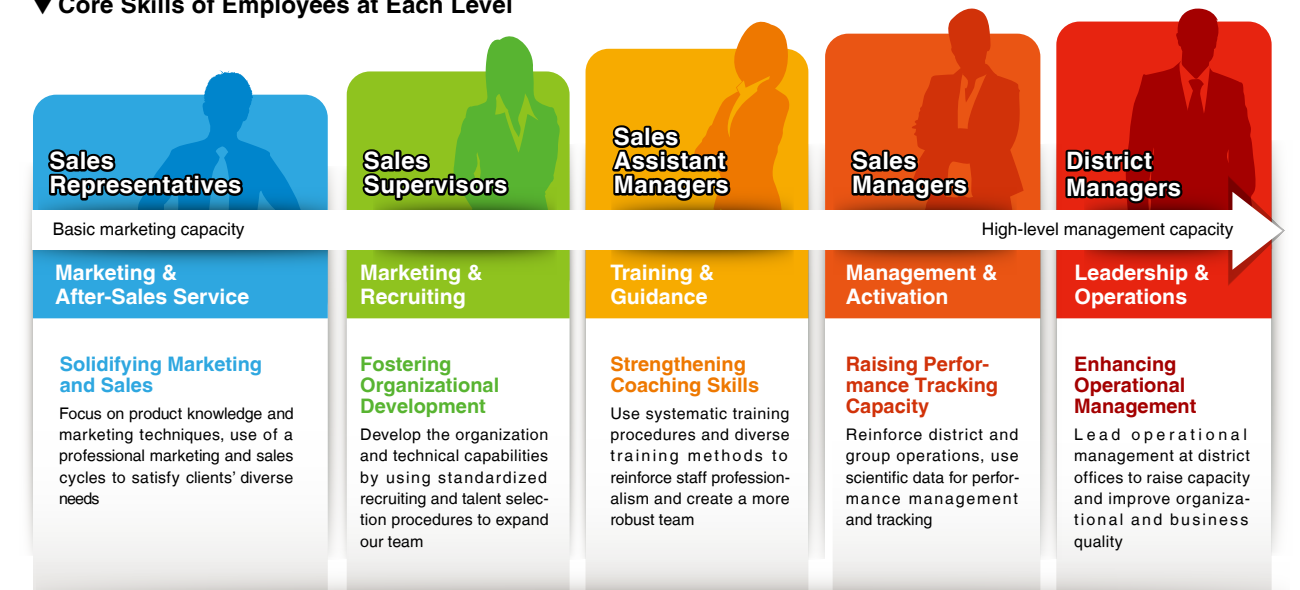 ▼ Core Skills of Employees at Each Level
Sales
Representatives
Sales
Supervisors
Sales
Assistant
Managers
Sales
Managers
District
Managers
Basic marketing capacity
High-level management capacity
Marketing &
After-Sales Service
Marketing &
Recruiting
Training &
Guidance
Management &
Activation
Leadership &
Operations
Solidifying Marketing
and Sales
Focus on product knowledge and
marketing techniques, use of a
professional marketing and sales
cycles to satisfy clients' diverse
needs
Fostering
Organizational
Development
Develop the organization
and technical capabilities
by using standardized
recruiting and talent selec-
tion procedures to expand
our team
Strengthening
Coaching Skills
Use systematic training
procedures and diverse
training methods to
reinforce staff profession-
alism and create a more
robust team
Raising Perfor-
mance Tracking
Capacity
Reinforce district and
group operations, use
scientific data for perfor-
mance management
and tracking
Enhancing
Operational
Management
Lead operational
management at district
offices to raise capacity
and improve organiza-
tional and business
quality